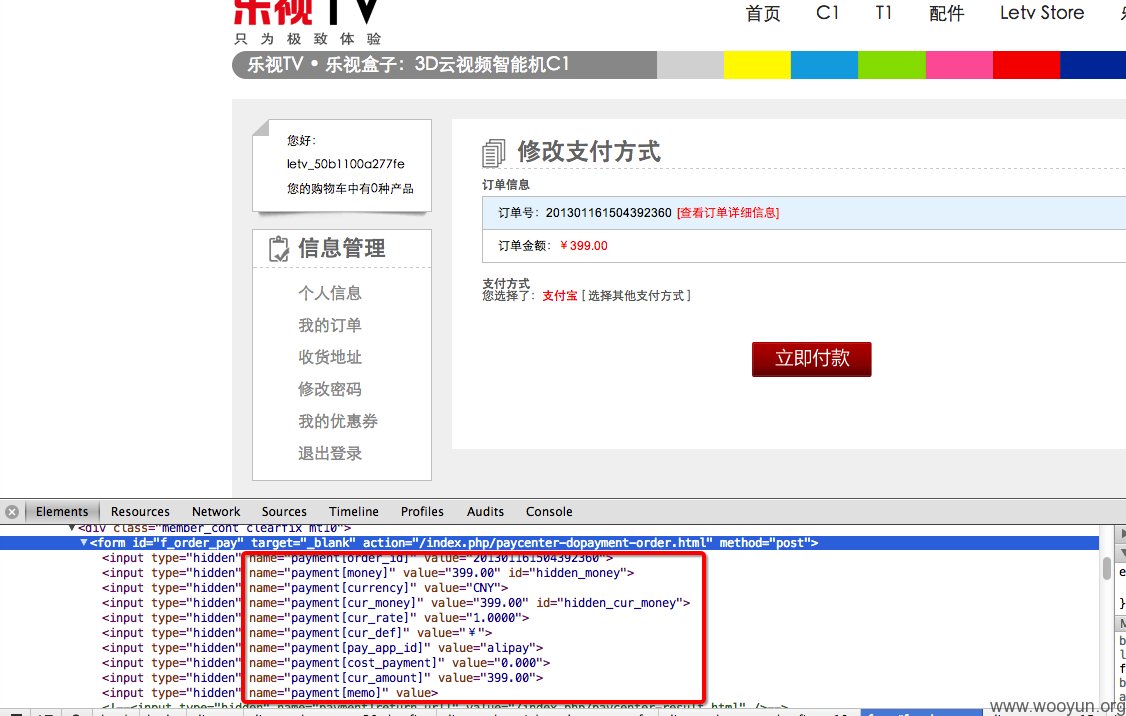 乐视TV
只为极致体验
首页 C1 T1 配件 Letv Store
乐视TV • 乐视盒子：3D云视频智能机C1
您好：
letv_50b1100a277fe
您的购物车中有0种产品
信息管理
个人信息
我的订单
收货地址
修改密码
我的优惠券
退出登录
修改支付方式
订单信息
订单号：201301161504392360 [查看订单详细信息]
订单金额：￥399.00
支付方式
您选择了：支付宝 [ 选择其他支付方式 ]
立即付款
Elements Resources Network Sources Timeline Profiles Audits Console
▼<div class="member_cont clearfix mt10">
▼<form id="f_order_pay" target="_blank" action="/index.php/paycenter-dopayment-order.html" method="post">
<input type="hidden" name="payment[order_id]" value="201301161504392360">
<input type="hidden" name="payment[money]" value="399.00" id="hidden_money">
<input type="hidden" name="payment[currency]" value="CNY">
<input type="hidden" name="payment[cur_money]" value="399.00" id="hidden_cur_money">
<input type="hidden" name="payment[cur_rate]" value="1.0000">
<input type="hidden" name="payment[cur_def]" value="￥">
<input type="hidden" name="payment[pay_app_id]" value="alipay">
<input type="hidden" name="payment[cost_payment]" value="0.000">
<input type="hidden" name="payment[cur_amount]" value="399.00">
<input type="hidden" name="payment[memo]" value>
<!--<input type="hidden" name="payment[return_url]" value="/index.php/paycenter-result.html" />-->
www.wooyun.org